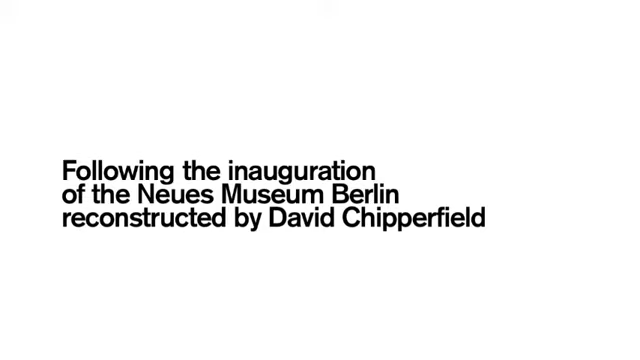 Following the inauguration
of the Neues Museum Berlin
reconstructed by David Chipperfield